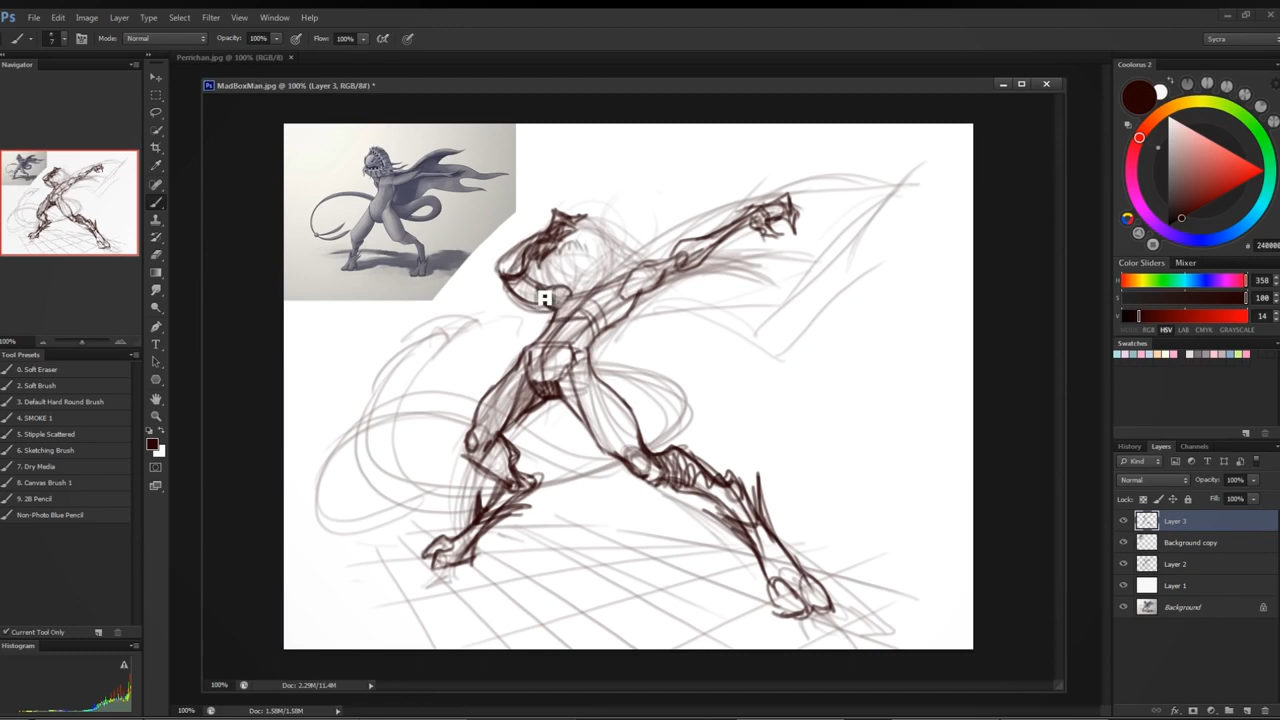 Ps File Edit Image Layer Type Select Filter View Window Help
7 Mode: Normal Opacity: 100% Flow: 100% Sycra
Navigator
Perrichan.jpg @ 100% (RGB/8) ×
Coolorus 2
MadBoxMan.jpg @ 100% (Layer 3, RGB/8#) *
# 240000
Color Sliders Mixer
H 358
S 100
V 14
RGB HSV LAB CMYK GRAYSCALE
100%
Swatches
Tool Presets
0. Soft Eraser
2. Soft Brush
3. Default Hard Round Brush
4. SMOKE 1
5. Stipple Scattered
6. Sketching Brush
7. Dry Media
8. Canvas Brush 1
9. 2B Pencil
Non-Photo Blue Pencil
History Layers Channels
Kind
Normal Opacity: 100%
Lock: Fill: 100%
Layer 3
Background copy
Layer 2
Layer 1
Background
Current Tool Only
Histogram
100% Doc: 2.29M/11.4M
100% Doc: 1.58M/1.58M
fx